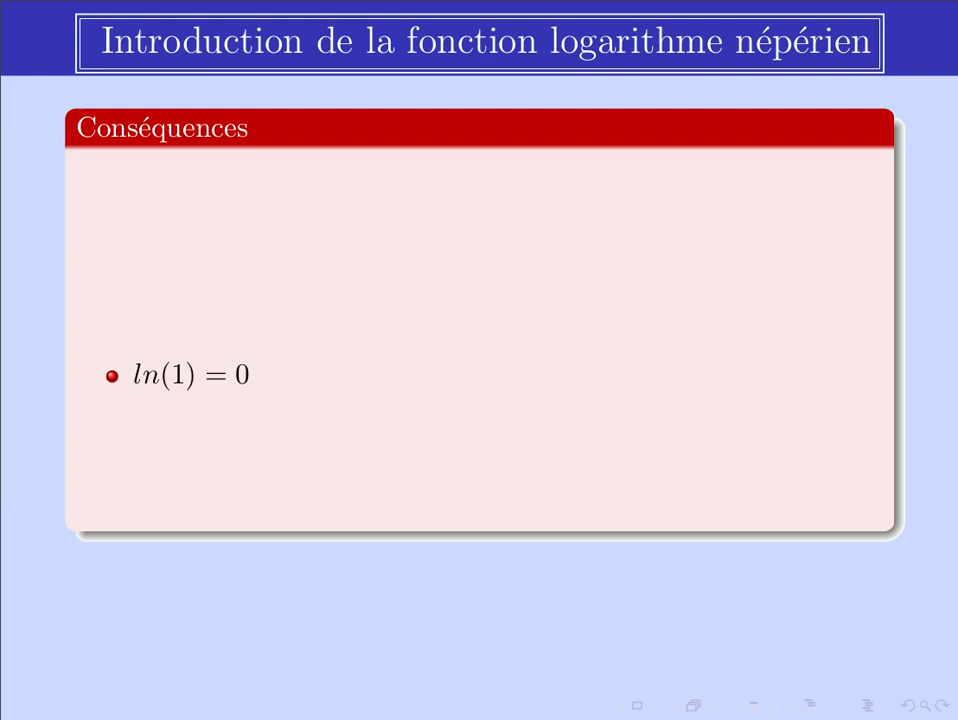 Introduction de la fonction logarithme népérien
Conséquences
ln(1) = 0